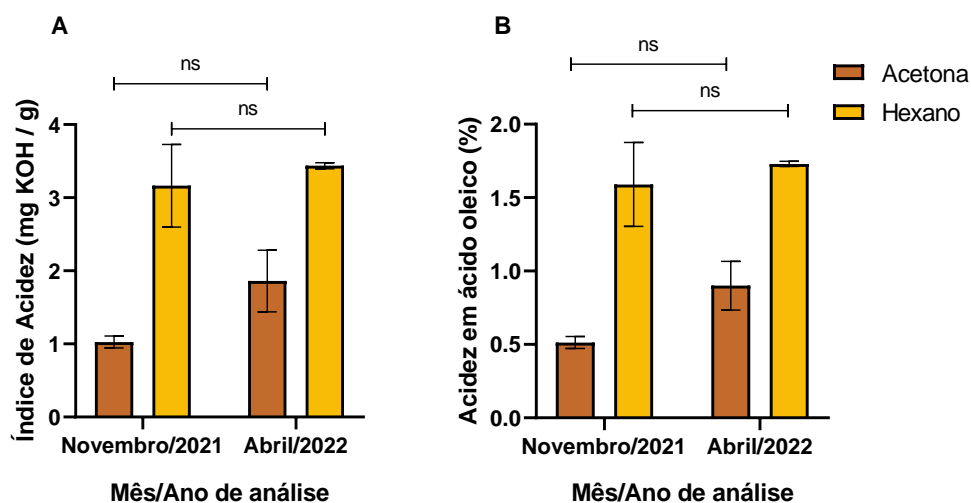 A
ns
ns
Índice de Acidez (mg KOH / g)
4
3
2
1
0
Novembro/2021 Abril/2022
Mês/Ano de análise
B
ns
ns
Acidez em ácido oleico (%)
2.0
1.5
1.0
0.5
0.0
Novembro/2021 Abril/2022
Mês/Ano de análise
Acetona
Hexano